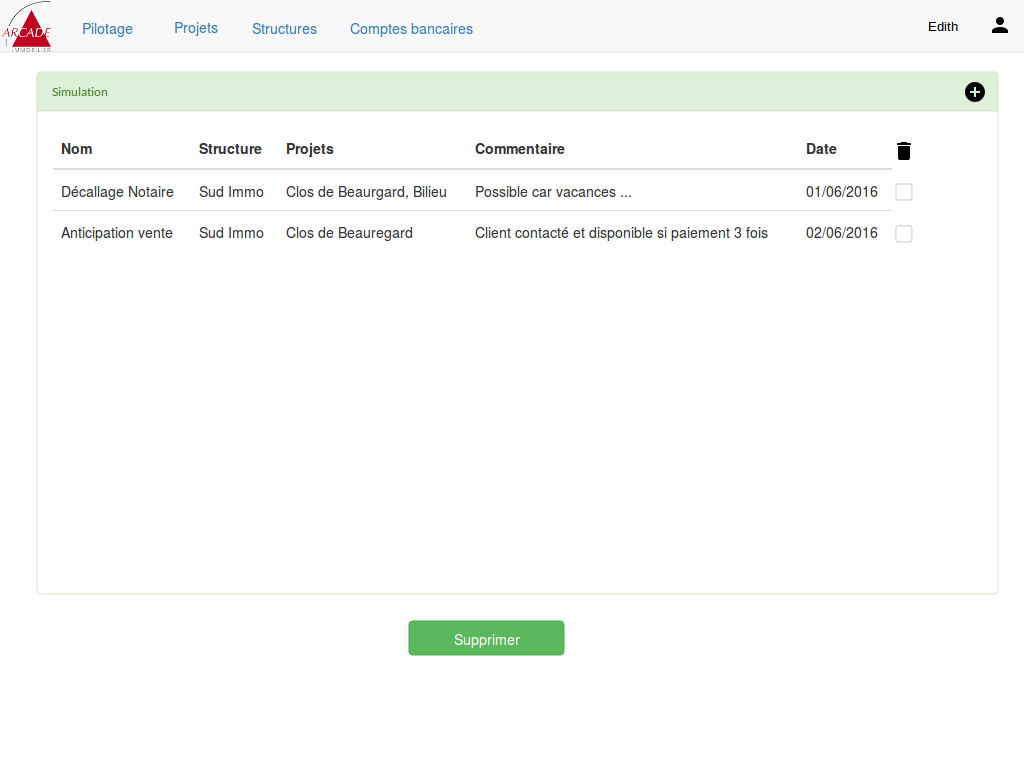 ARCADE
IMMOBILIER
Pilotage Projets Structures Comptes bancaires Edith
Simulation
Nom Structure Projets Commentaire Date
Décallage Notaire Sud Immo Clos de Beaurgard, Bilieu Possible car vacances ... 01/06/2016
Anticipation vente Sud Immo Clos de Beauregard Client contacté et disponible si paiement 3 fois 02/06/2016
Supprimer